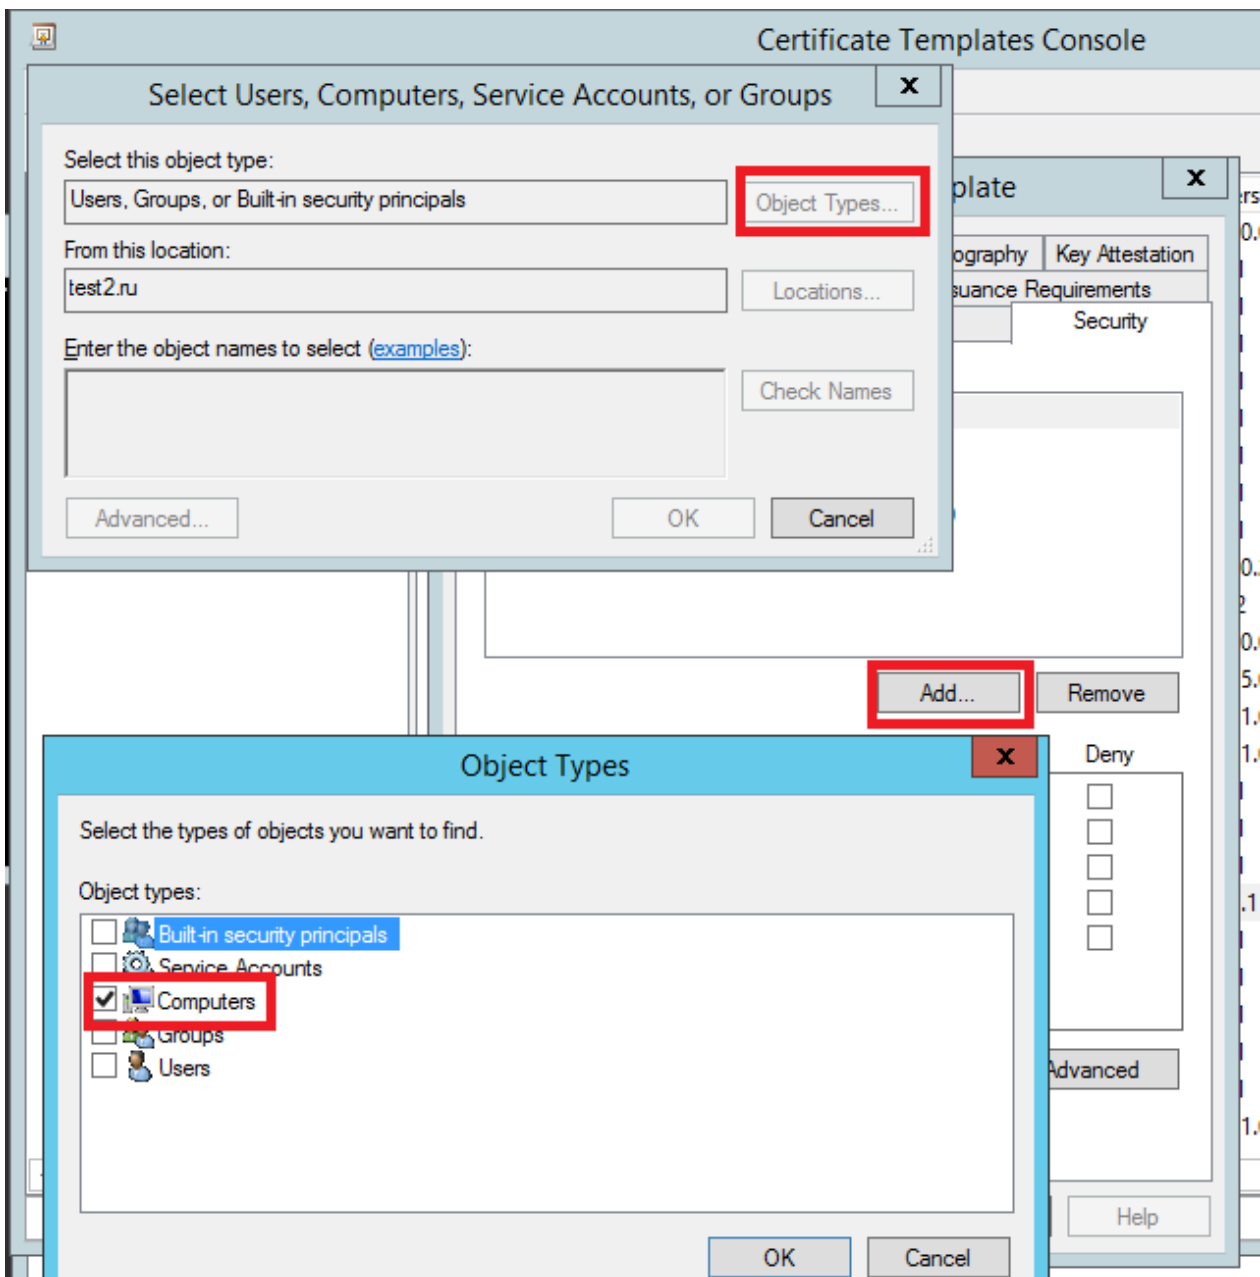 Certificate Templates Console
Select Users, Computers, Service Accounts, or Groups
x
Select this object type:
Users, Groups, or Built-in security principals
Object Types...
From this location:
test2.ru
Locations...
Enter the object names to select (examples):
Check Names
Advanced...
OK
Cancel
plate
x
ography
Key Attestation
suance Requirements
Security
Add...
Remove
Deny
Advanced
Help
Object Types
x
Select the types of objects you want to find.
Object types:
Built-in security principals
Service Accounts
Computers
Groups
Users
OK
Cancel